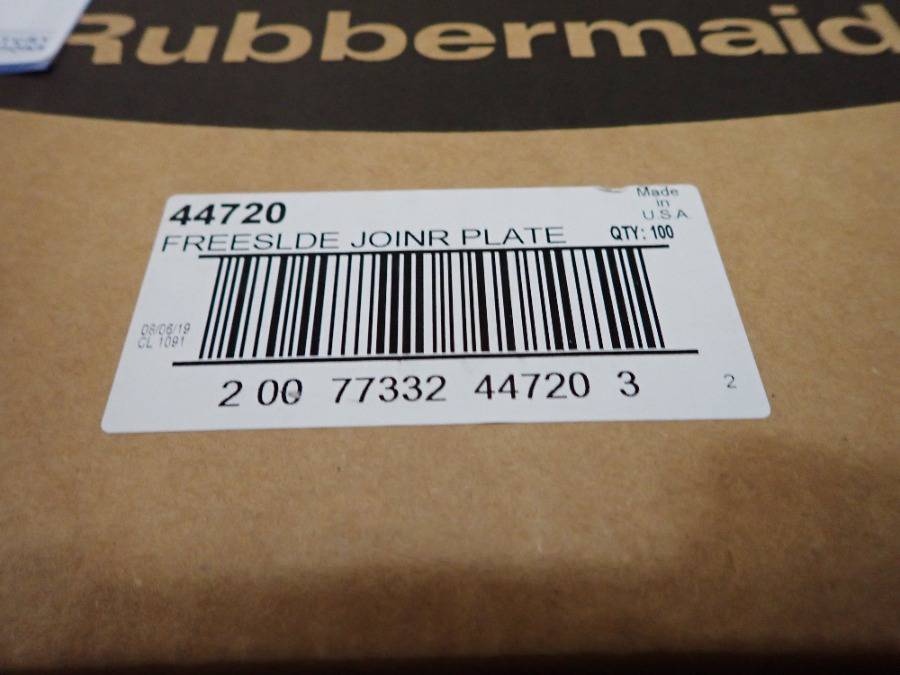 Rubbermaid
44720
Made
in
U.S.A
FREESLDE JOINR PLATE
QTY: 100
08/06/19
CL 1091
2 00 77332 44720 3
2